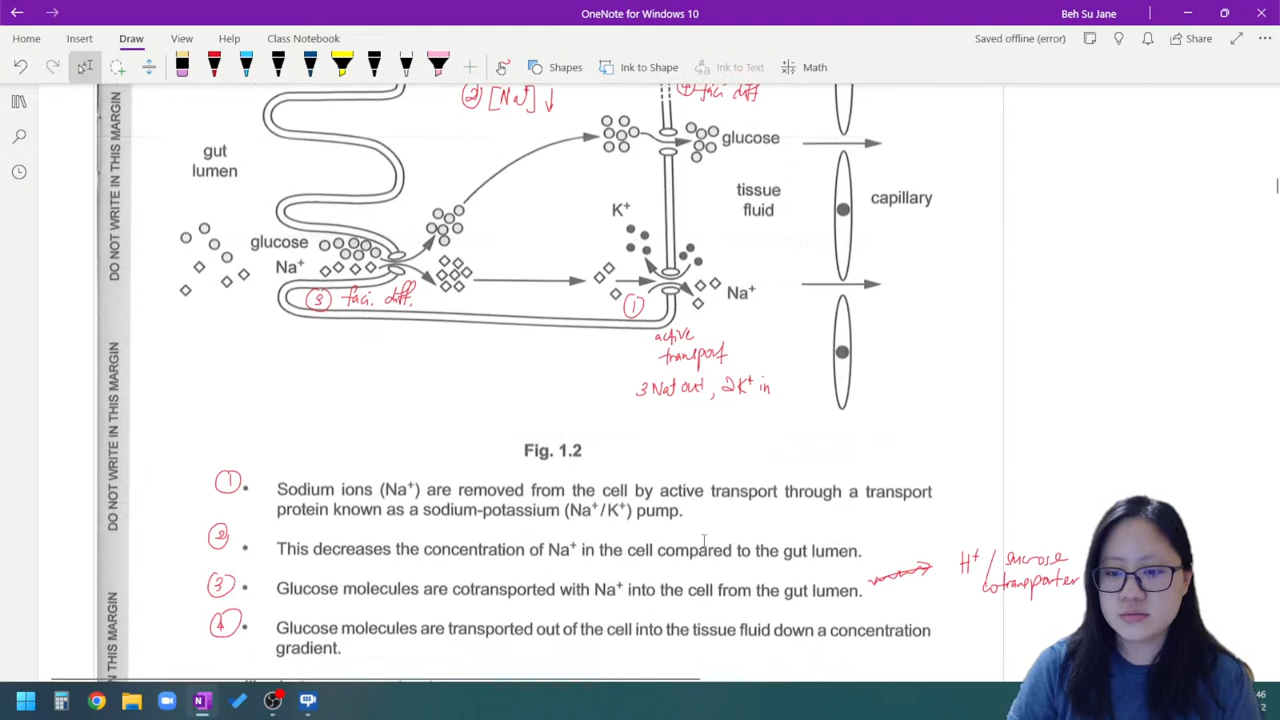 OneNote for Windows 10
Beh Su Jane
Home
Insert
Draw
View
Help
Class Notebook
Saved offline (error)
Share
Shapes
Ink to Shape
Ink to Text
Math
② [Na⁺] ↓
④ faci diff
DO NOT WRITE IN THIS MARGIN
gut
lumen
glucose
tissue
fluid
capillary
K⁺
glucose
Na⁺
Na⁺
③ faci. diff.
①
active
transport
3 Na⁺ out, 2K⁺ in
DO NOT WRITE IN THIS MARGIN
Fig. 1.2
① • Sodium ions (Na⁺) are removed from the cell by active transport through a transport
protein known as a sodium-potassium (Na⁺/K⁺) pump.
② • This decreases the concentration of Na⁺ in the cell compared to the gut lumen.
H⁺ / sucrose
cotransporter
③ • Glucose molecules are cotransported with Na⁺ into the cell from the gut lumen.
④ • Glucose molecules are transported out of the cell into the tissue fluid down a concentration
gradient.
THIS MARGIN
46
2